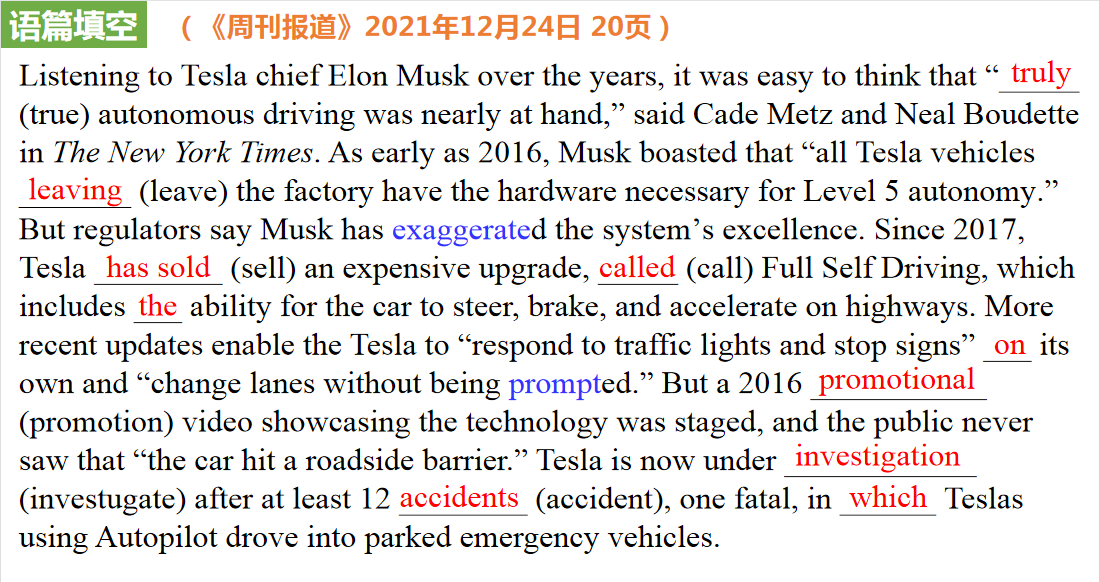 语篇填空 （《周刊报道》2021年12月24日 20页）
Listening to Tesla chief Elon Musk over the years, it was easy to think that “ truly
(true) autonomous driving was nearly at hand,” said Cade Metz and Neal Boudette
in The New York Times. As early as 2016, Musk boasted that “all Tesla vehicles
leaving (leave) the factory have the hardware necessary for Level 5 autonomy.”
But regulators say Musk has exaggerated the system’s excellence. Since 2017,
Tesla has sold (sell) an expensive upgrade, called (call) Full Self Driving, which
includes the ability for the car to steer, brake, and accelerate on highways. More
recent updates enable the Tesla to “respond to traffic lights and stop signs” on its
own and “change lanes without being prompted.” But a 2016 promotional
(promotion) video showcasing the technology was staged, and the public never
saw that “the car hit a roadside barrier.” Tesla is now under investigation
(investugate) after at least 12 accidents (accident), one fatal, in which Teslas
using Autopilot drove into parked emergency vehicles.